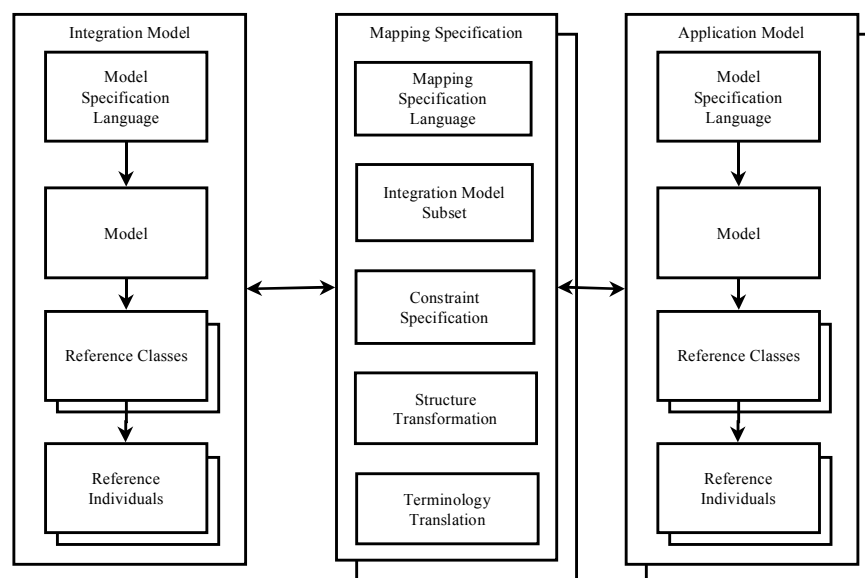 Integration Model
Model
Specification
Language
Model
Reference Classes
Reference
Individuals
Mapping Specification
Mapping
Specification
Language
Integration Model
Subset
Constraint
Specification
Structure
Transformation
Terminology
Translation
Application Model
Model
Specification
Language
Model
Reference Classes
Reference
Individuals